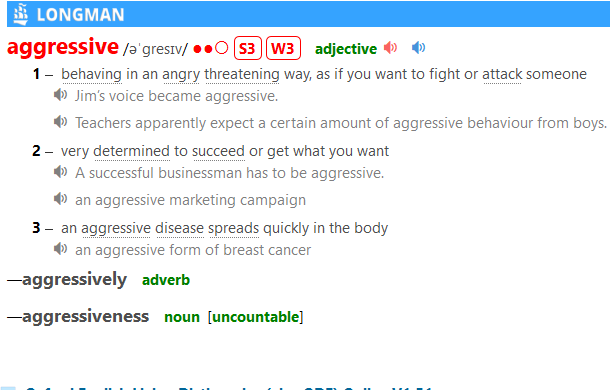 LONGMAN
aggressive /əˈɡresɪv/ ●●○ S3 W3 adjective
1 – behaving in an angry threatening way, as if you want to fight or attack someone
Jim’s voice became aggressive.
Teachers apparently expect a certain amount of aggressive behaviour from boys.
2 – very determined to succeed or get what you want
A successful businessman has to be aggressive.
an aggressive marketing campaign
3 – an aggressive disease spreads quickly in the body
an aggressive form of breast cancer
—aggressively adverb
—aggressiveness noun [uncountable]